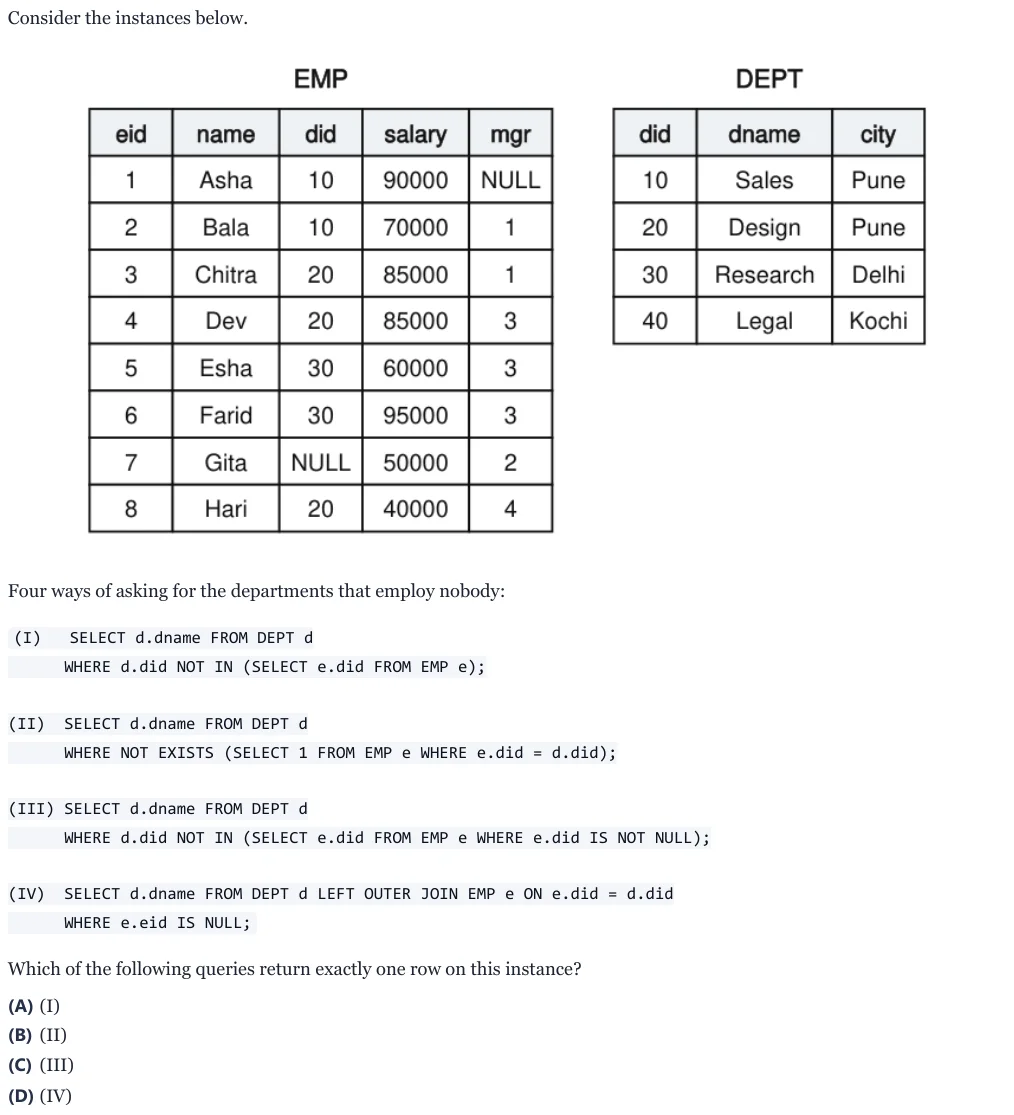 Consider the instances below.
EMP
eid name did salary mgr
1 Asha 10 90000 NULL
2 Bala 10 70000 1
3 Chitra 20 85000 1
4 Dev 20 85000 3
5 Esha 30 60000 3
6 Farid 30 95000 3
7 Gita NULL 50000 2
8 Hari 20 40000 4
DEPT
did dname city
10 Sales Pune
20 Design Pune
30 Research Delhi
40 Legal Kochi
Four ways of asking for the departments that employ nobody:
(I) SELECT d.dname FROM DEPT d
WHERE d.did NOT IN (SELECT e.did FROM EMP e);
(II) SELECT d.dname FROM DEPT d
WHERE NOT EXISTS (SELECT 1 FROM EMP e WHERE e.did = d.did);
(III) SELECT d.dname FROM DEPT d
WHERE d.did NOT IN (SELECT e.did FROM EMP e WHERE e.did IS NOT NULL);
(IV) SELECT d.dname FROM DEPT d LEFT OUTER JOIN EMP e ON e.did = d.did
WHERE e.eid IS NULL;
Which of the following queries return exactly one row on this instance?
(A) (I)
(B) (II)
(C) (III)
(D) (IV)